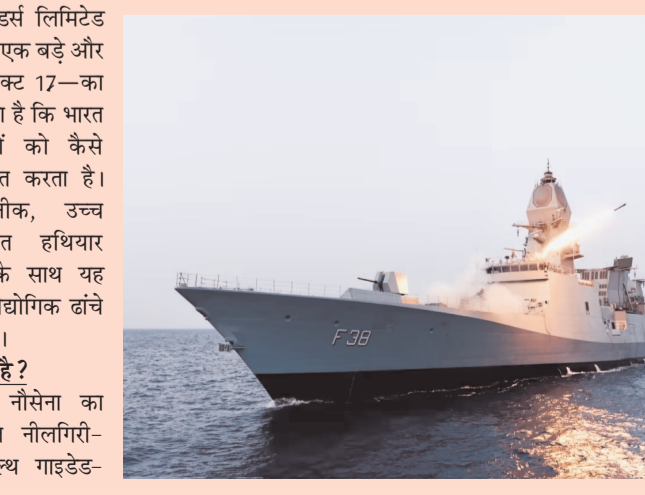 डर्स लिमिटेड
एक बड़े और
क्ट 17—का
है कि भारत
को कैसे
त करता है।
नीक, उच्च
त हथियार
के साथ यह
द्योगिक ढांचे
।
है?
नौसेना का
नीलगिरी-
ल्थ गाइडेड-
F38